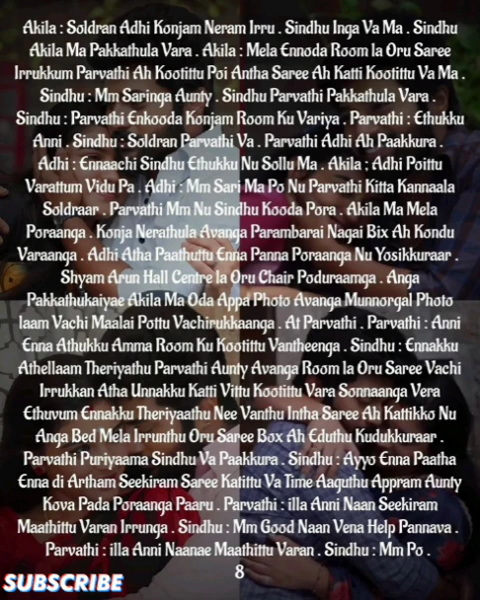 Akila : Soldran Adhi Konjam Neram Irru . Sindhu Inga Va Ma . Sindhu
Akila Ma Pakkathula Vara . Akila : Mela Ennoda Room la Oru Saree
Irrukkum Parvathi Ah Kootittu Poi Antha Saree Ah Katti Kootittu Va Ma .
Sindhu : Mm Saringa Aunty . Sindhu Parvathi Pakkathula Vara .
Sindhu : Parvathi Enkooda Konjam Room Ku Variya . Parvathi : Ethukku
Anni . Sindhu : Soldran Parvathi Va . Parvathi Adhi Ah Paakkura .
Adhi : Ennaachi Sindhu Ethukku Nu Sollu Ma . Akila ; Adhi Poittu
Varattum Vidu Pa . Adhi : Mm Sari Ma Po Nu Parvathi Kitta Kannaala
Soldraar . Parvathi Mm Nu Sindhu Kooda Pora . Akila Ma Mela
Poraanga . Konja Nerathula Avanga Parambarai Nagai Bix Ah Kondu
Varaanga . Adhi Atha Paathuttu Enna Panna Poraanga Nu Yosikkuraar .
Shyam Arun Hall Centre la Oru Chair Poduraamga . Anga
Pakkathukaiyae Akila Ma Oda Appa Photo Avanga Munnorgal Photo
laam Vachi Maalai Pottu Vachirukkaanga . At Parvathi . Parvathi : Anni
Enna Athukku Amma Room Ku Kootittu Vantheenga . Sindhu : Ennakku
Athellaam Theriyathu Parvathi Aunty Avanga Room la Oru Saree Vachi
Irrukkan Atha Unnakku Katti Vittu Kootittu Vara Sonnaanga Vera
Ethuvum Ennakku Theriyaathu Nee Vanthu Intha Saree Ah Kattikko Nu
Anga Bed Mela Irrunthu Oru Saree Box Ah Eduthu Kudukkuraar .
Parvathi Puriyaama Sindhu Va Paakkura . Sindhu : Ayyo Enna Paatha
Enna di Artham Seekiram Saree Katittu Va Time Aaguthu Appram Aunty
Kova Pada Poraanga Paaru . Parvathi : illa Anni Naan Seekiram
Maathittu Varan Irrunga . Sindhu : Mm Good Naan Vena Help Pannava .
Parvathi : illa Anni Naanae Maathittu Varan . Sindhu : Mm Po .
8
SUBSCRIBE